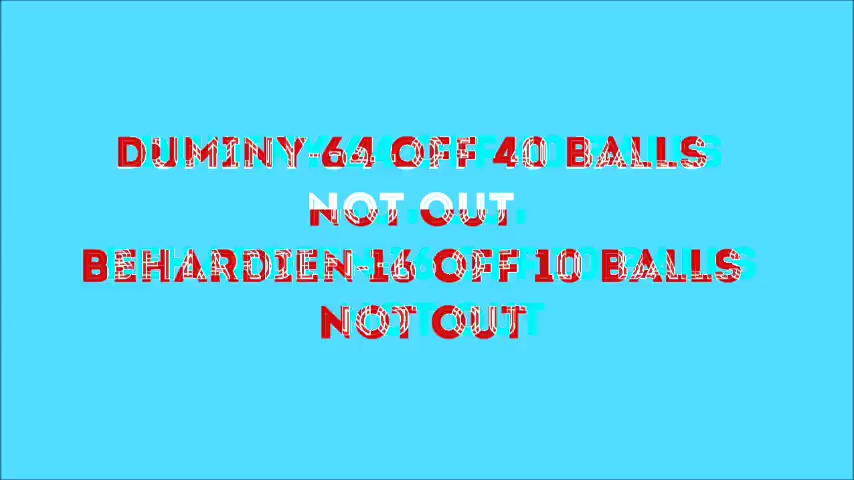 DUMINY-64 OFF 40 BALLS
NOT OUT
BEHARDIEN-16 OFF 10 BALLS
NOT OUT